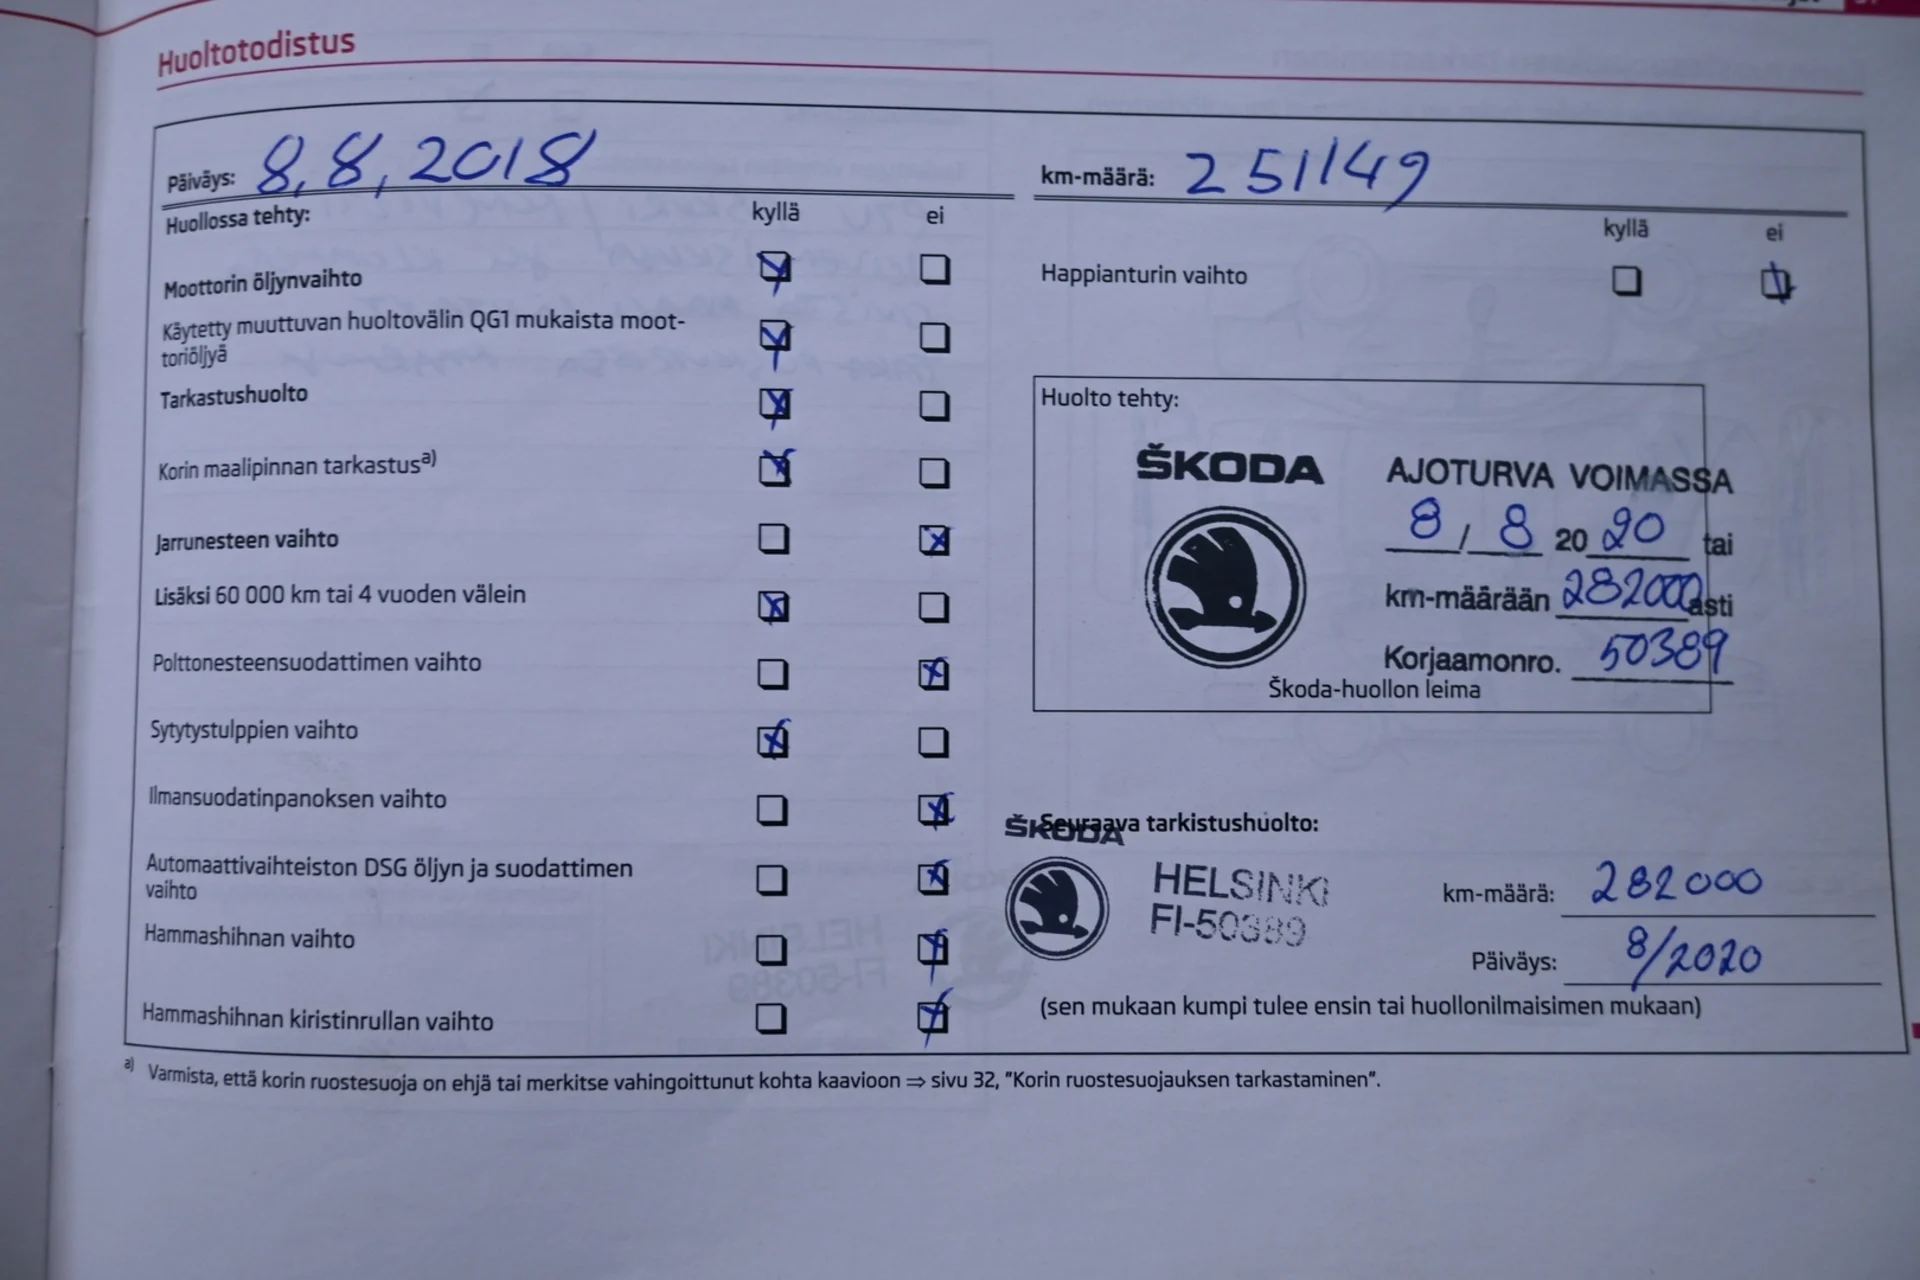 Huoltotodistus
Päiväys: 8.8.2018
km-määrä: 251149
Huollossa tehty:
kyllä
ei
Moottorin öljynvaihto
Käytetty muuttuvan huoltovälin QG1 mukaista moot-
toriöljyä
Tarkastushuolto
Korin maalipinnan tarkastus a)
Jarrunesteen vaihto
Lisäksi 60 000 km tai 4 vuoden välein
Polttonesteensuodattimen vaihto
Sytytystulppien vaihto
Ilmansuodatinpanoksen vaihto
Automaattivaihteiston DSG öljyn ja suodattimen
vaihto
Hammashihnan vaihto
Hammashihnan kiristinrullan vaihto
kyllä
ei
Happianturin vaihto
Huolto tehty:
ŠKODA
AJOTURVA VOIMASSA
8 / 8 2020 tai
km-määrään 282000 asti
Korjaamonro. 50389
Škoda-huollon leima
Seuraava tarkistushuolto:
ŠKODA
HELSINKI
FI-50389
km-määrä: 282000
Päiväys: 8/2020
(sen mukaan kumpi tulee ensin tai huollonilmaisimen mukaan)
a) Varmista, että korin ruostesuoja on ehjä tai merkitse vahingoittunut kohta kaavioon ⇒ sivu 32, "Korin ruostesuojauksen tarkastaminen".